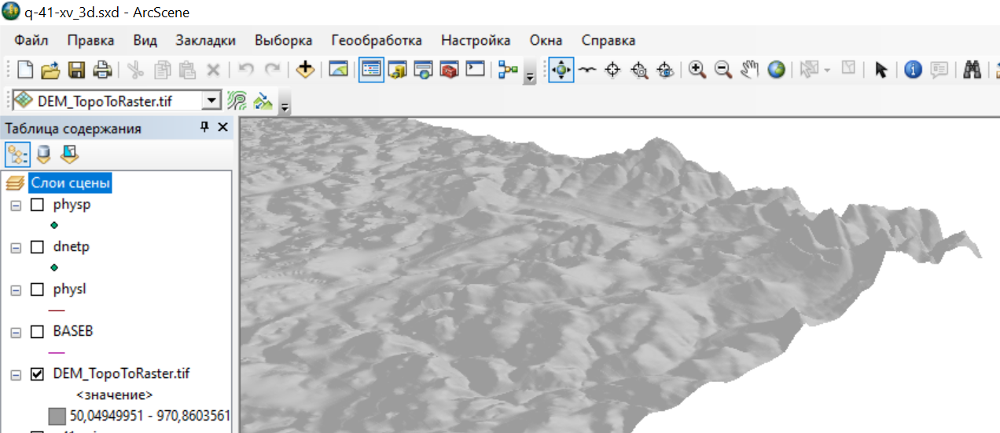 q-41-xv_3d.sxd - ArcScene
Файл Правка Вид Закладки Выборка Геообработка Настройка Окна Справка
DEM_TopoToRaster.tif
Таблица содержания
Слои сцены
physp
dnetp
physl
BASEB
DEM_TopoToRaster.tif
<значение>
50,04949951 - 970,8603561